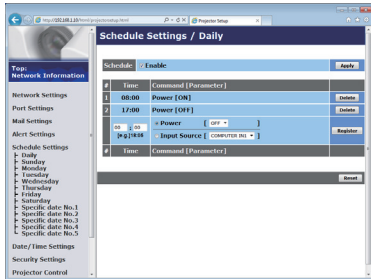 http://192.168.1.10/html/projectorsetup.html
Projector Setup
Top:
Network Information
Network Settings
Port Settings
Mail Settings
Alert Settings
Schedule Settings
Daily
Sunday
Monday
Tuesday
Wednesday
Thursday
Friday
Saturday
Specific date No.1
Specific date No.2
Specific date No.3
Specific date No.4
Specific date No.5
Date/Time Settings
Security Settings
Projector Control
Schedule Settings / Daily
Schedule ✓ Enable Apply
# Time Command [Parameter]
1 08:00 Power [ON] Delete
2 17:00 Power [OFF] Delete
00 : 00 Power [ OFF ]
[e.g.]18:08 Input Source [ COMPUTER IN1 ] Register
# Time Command [Parameter]
Reset